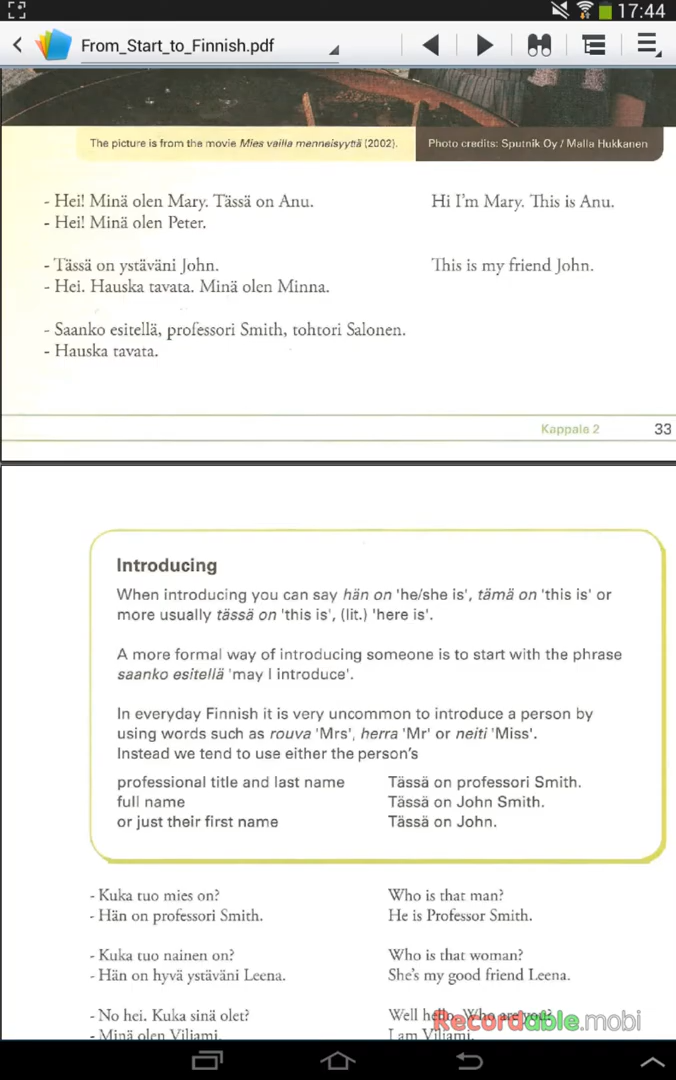 17:44
From_Start_to_Finnish.pdf
The picture is from the movie Mies vailla menneisyyttä (2002).
Photo credits: Sputnik Oy / Malla Hukkanen
- Hei! Minä olen Mary. Tässä on Anu. Hi I'm Mary. This is Anu.
- Hei! Minä olen Peter.
- Tässä on ystäväni John. This is my friend John.
- Hei. Hauska tavata. Minä olen Minna.
- Saanko esitellä, professori Smith, tohtori Salonen.
- Hauska tavata.
Kappale 2 33
Introducing
When introducing you can say hän on 'he/she is', tämä on 'this is' or
more usually tässä on 'this is', (lit.) 'here is'.
A more formal way of introducing someone is to start with the phrase
saanko esitellä 'may I introduce'.
In everyday Finnish it is very uncommon to introduce a person by
using words such as rouva 'Mrs', herra 'Mr' or neiti 'Miss'.
Instead we tend to use either the person's
professional title and last name Tässä on professori Smith.
full name Tässä on John Smith.
or just their first name Tässä on John.
- Kuka tuo mies on? Who is that man?
- Hän on professori Smith. He is Professor Smith.
- Kuka tuo nainen on? Who is that woman?
- Hän on hyvä ystäväni Leena. She's my good friend Leena.
- No hei. Kuka sinä olet? Well hello. Who are you?
- Minä olen Viljami. I am Viljami.
Recordable.mobi